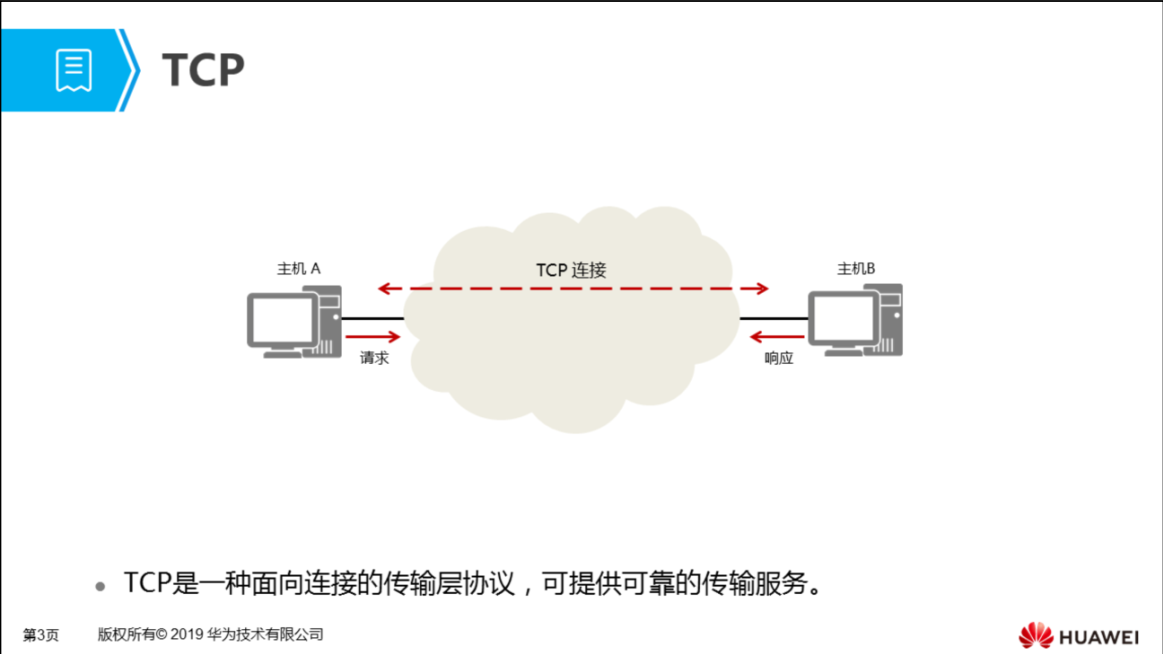 TCP
主机 A
TCP 连接
主机B
请求
响应
TCP是一种面向连接的传输层协议，可提供可靠的传输服务。
第3页
版权所有© 2019 华为技术有限公司
HUAWEI